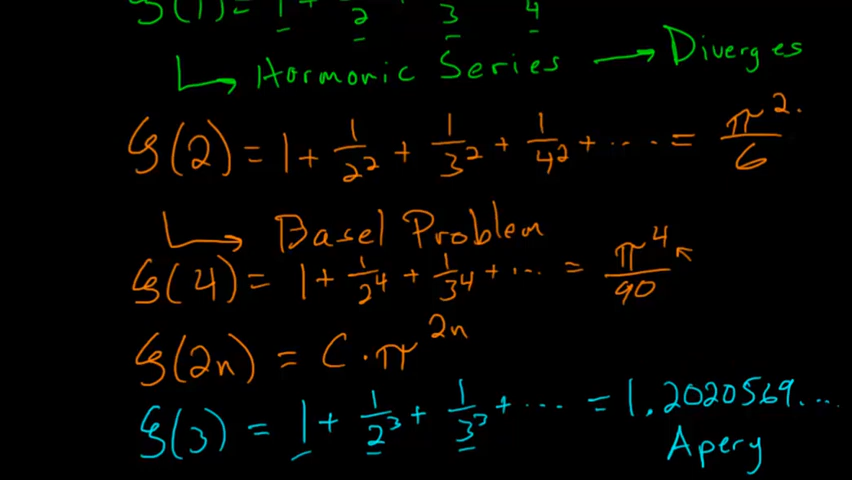 ζ(1) = 1 + 1/2 + 1/3 + 1/4
↳ Harmonic Series → Diverges
ζ(2) = 1 + 1/2² + 1/3² + 1/4² + ... = π²/6
↳ Basel Problem
ζ(4) = 1 + 1/2⁴ + 1/3⁴ + ... = π⁴/90
ζ(2n) = C · π²ⁿ
ζ(3) = 1 + 1/2³ + 1/3³ + ... = 1.2020569...
Apery